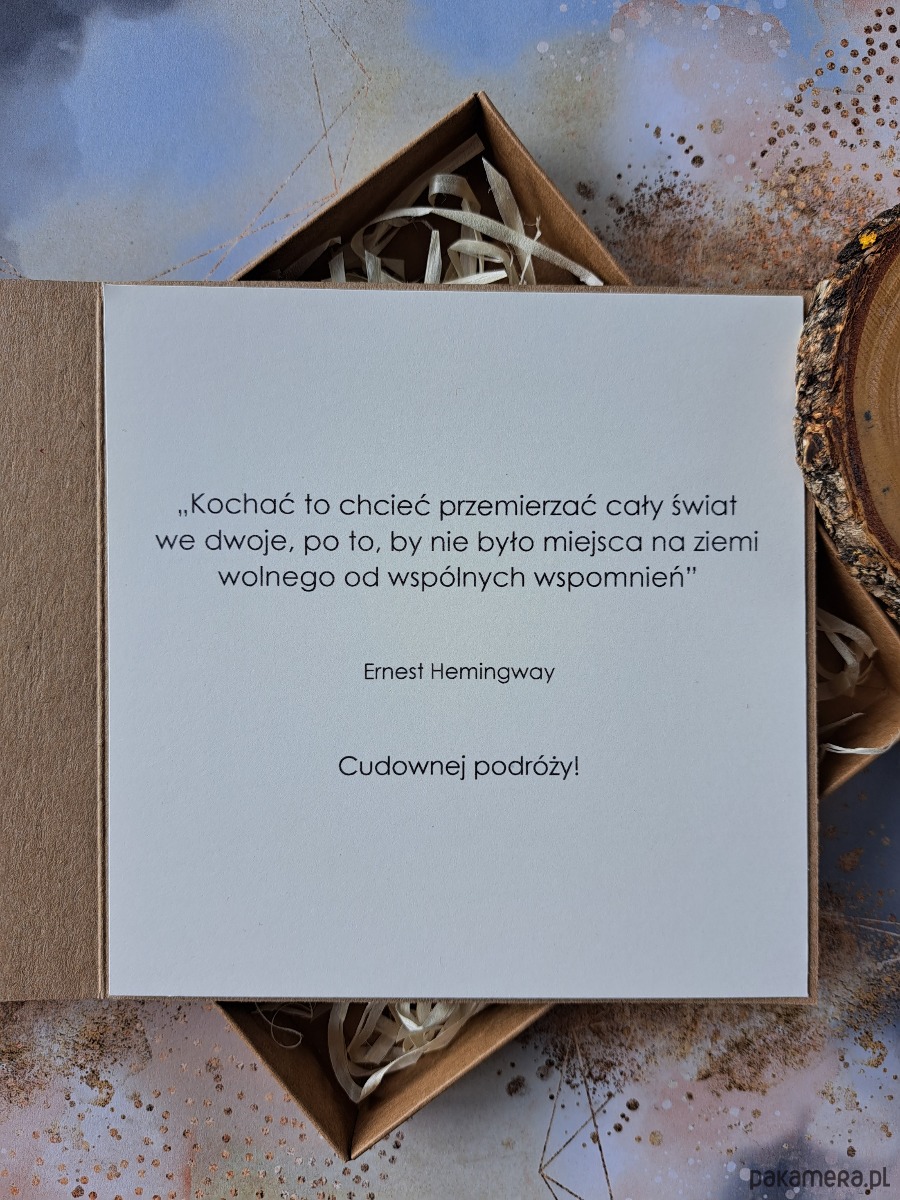 „Kochać to chcieć przemierzać cały świat
we dwoje, po to, by nie było miejsca na ziemi
wolnego od wspólnych wspomnień”
Ernest Hemingway
Cudownej podróży!
pakamera.pl